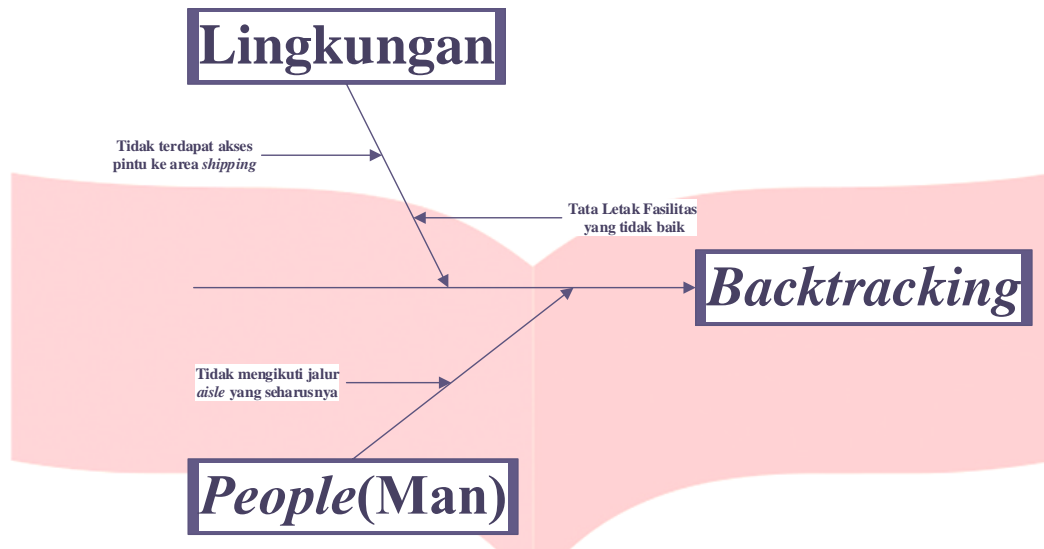 Lingkungan
Tidak terdapat akses
pintu ke area shipping
Tata Letak Fasilitas
yang tidak baik
Backtracking
Tidak mengikuti jalur
aisle yang seharusnya
People(Man)